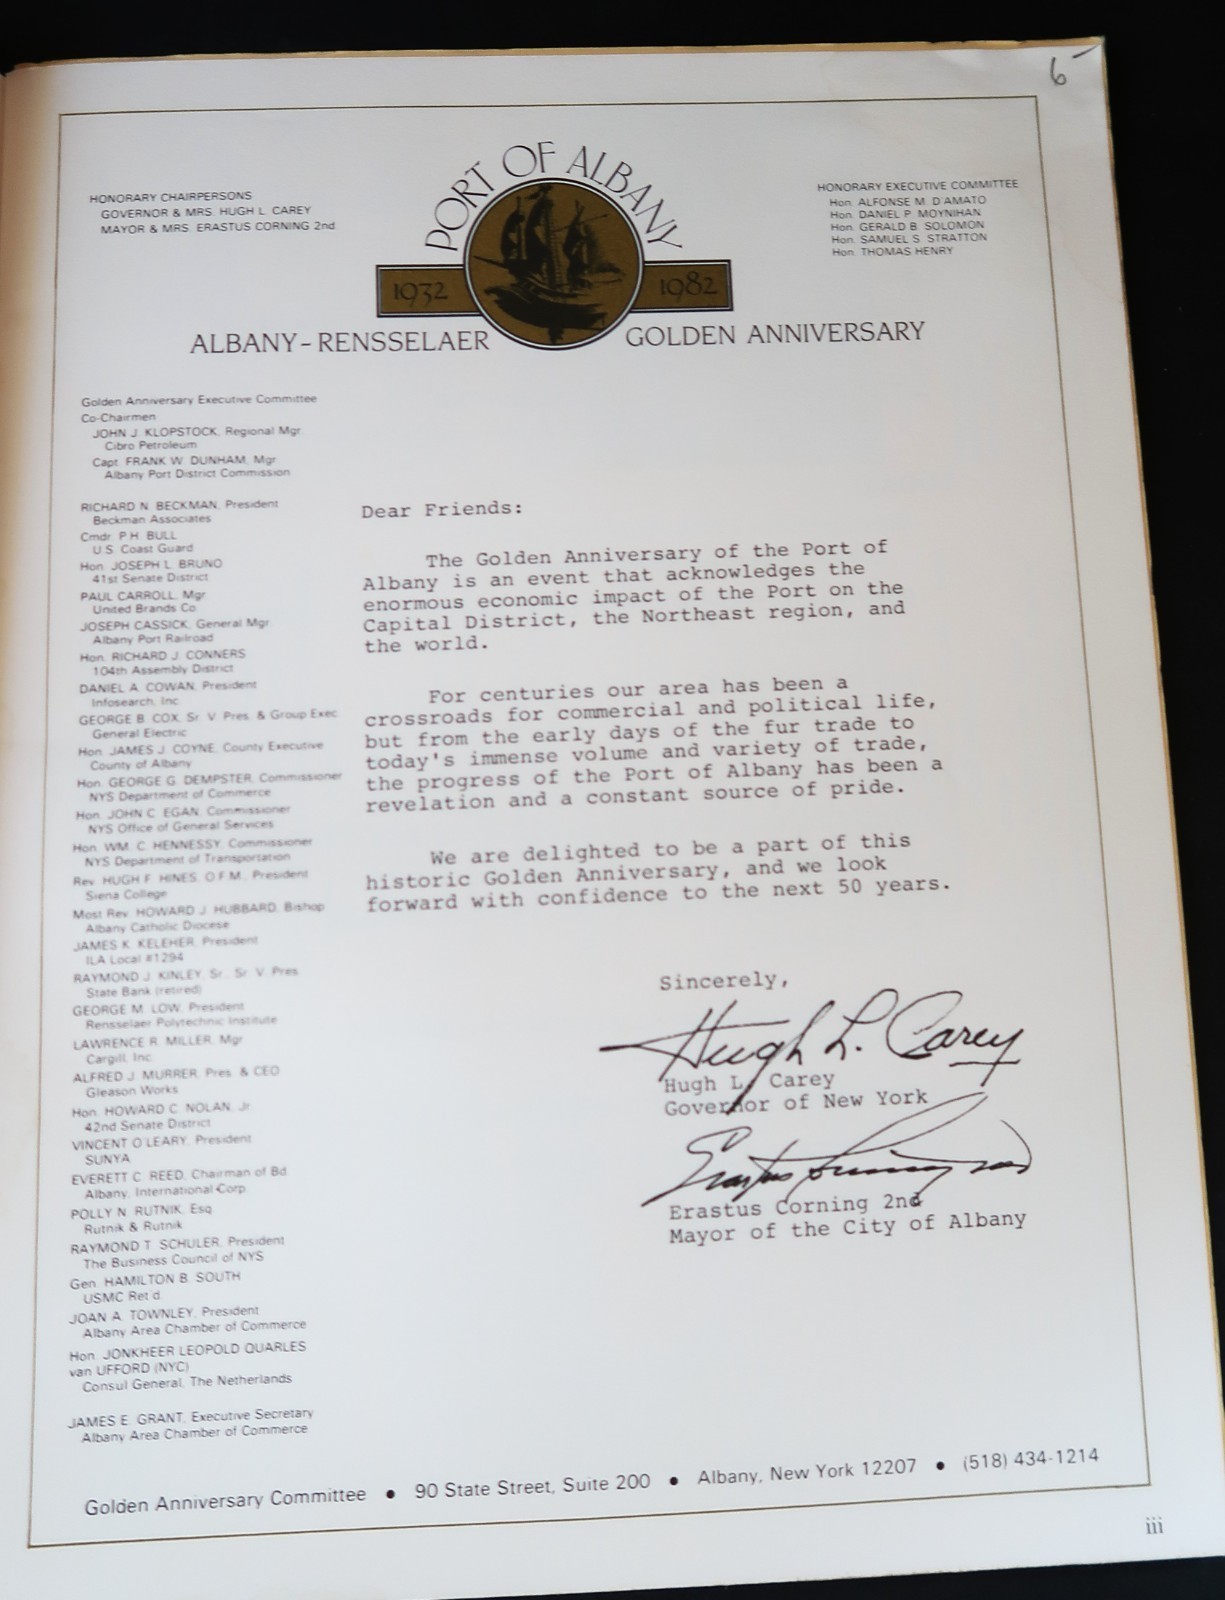 6-
HONORARY CHAIRPERSONS
GOVERNOR & MRS. HUGH L. CAREY
MAYOR & MRS. ERASTUS CORNING 2nd
PORT OF ALBANY
1932
1982
ALBANY-RENSSELAER
GOLDEN ANNIVERSARY
HONORARY EXECUTIVE COMMITTEE
Hon. ALFONSE M. D'AMATO
Hon. DANIEL P. MOYNIHAN
Hon. GERALD B. SOLOMON
Hon. SAMUEL S. STRATTON
Hon. THOMAS HENRY
Golden Anniversary Executive Committee
Co-Chairmen
JOHN J. KLOPSTOCK, Regional Mgr
Cibro Petroleum
Capt. FRANK W. DUNHAM, Mgr
Albany Port District Commission
RICHARD N. BECKMAN, President
Beckman Associates
Cmdr. P.H. BULL
U.S. Coast Guard
Hon. JOSEPH L. BRUNO
41st Senate District
PAUL CARROLL, Mgr
United Brands Co.
JOSEPH CASSICK, General Mgr
Albany Port Railroad
Hon. RICHARD J. CONNERS
104th Assembly District
DANIEL A. COWAN, President
Infosearch, Inc.
GEORGE B. COX, Sr. V. Pres. & Group Exec.
General Electric
Hon. JAMES J. COYNE, County Executive
County of Albany
Hon. GEORGE G. DEMPSTER, Commissioner
NYS Department of Commerce
Hon. JOHN C. EGAN, Commissioner
NYS Office of General Services
Hon. WM. C. HENNESSY, Commissioner
NYS Department of Transportation
Rev. HUGH F. HINES, O.F.M., President
Siena College
Most Rev. HOWARD J. HUBBARD, Bishop
Albany Catholic Diocese
JAMES K. KELEHER, President
ILA Local #1294
RAYMOND J. KINLEY, Sr., Sr. V. Pres.
State Bank (retired)
GEORGE M. LOW, President
Rensselaer Polytechnic Institute
LAWRENCE R. MILLER, Mgr
Cargill, Inc.
ALFRED J. MURRER, Pres. & CEO
Gleason Works
Hon. HOWARD C. NOLAN, Jr.
42nd Senate District
VINCENT O'LEARY, President
SUNYA
EVERETT C. REED, Chairman of Bd.
Albany, International Corp.
POLLY N. RUTNIK, Esq.
Rutnik & Rutnik
RAYMOND T. SCHULER, President
The Business Council of NYS
Gen. HAMILTON B. SOUTH
USMC Ret'd.
JOAN A. TOWNLEY, President
Albany Area Chamber of Commerce
Hon. JONKHEER LEOPOLD QUARLES
van UFFORD (NYC)
Consul General, The Netherlands
JAMES E. GRANT, Executive Secretary
Albany Area Chamber of Commerce
Dear Friends:
The Golden Anniversary of the Port of
Albany is an event that acknowledges the
enormous economic impact of the Port on the
Capital District, the Northeast region, and
the world.
For centuries our area has been a
crossroads for commercial and political life,
but from the early days of the fur trade to
today's immense volume and variety of trade,
the progress of the Port of Albany has been a
revelation and a constant source of pride.
We are delighted to be a part of this
historic Golden Anniversary, and we look
forward with confidence to the next 50 years.
Sincerely,
Hugh L. Carey
Hugh L. Carey
Governor of New York
Erastus Corning 2nd
Erastus Corning 2nd
Mayor of the City of Albany
Golden Anniversary Committee • 90 State Street, Suite 200 • Albany, New York 12207 • (518) 434-1214
iii